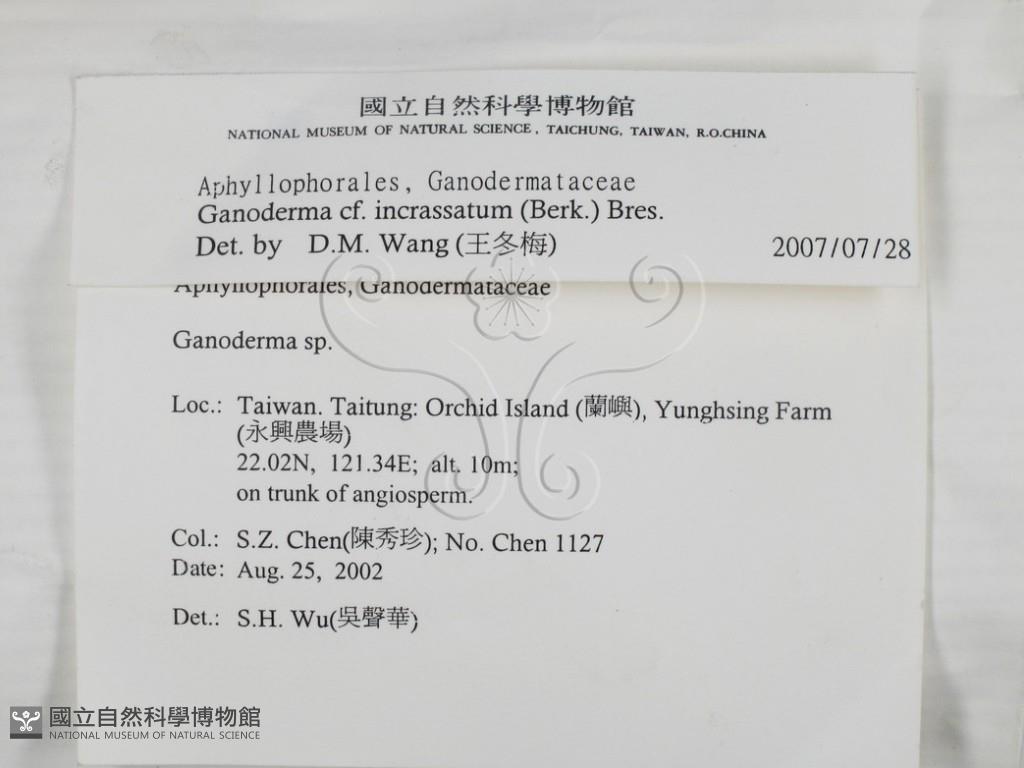 國立自然科學博物館
NATIONAL MUSEUM OF NATURAL SCIENCE, TAICHUNG, TAIWAN, R.O.CHINA
Aphyllophorales, Ganodermataceae
Ganoderma cf. incrassatum (Berk.) Bres.
Det. by D.M. Wang (王冬梅) 2007/07/28
Aphyllophorales, Ganodermataceae
Ganoderma sp.
Loc.: Taiwan. Taitung: Orchid Island (蘭嶼), Yunghsing Farm
(永興農場)
22.02N, 121.34E; alt. 10m;
on trunk of angiosperm.
Col.: S.Z. Chen(陳秀珍); No. Chen 1127
Date: Aug. 25, 2002
Det.: S.H. Wu(吳聲華)
國立自然科學博物館
NATIONAL MUSEUM OF NATURAL SCIENCE